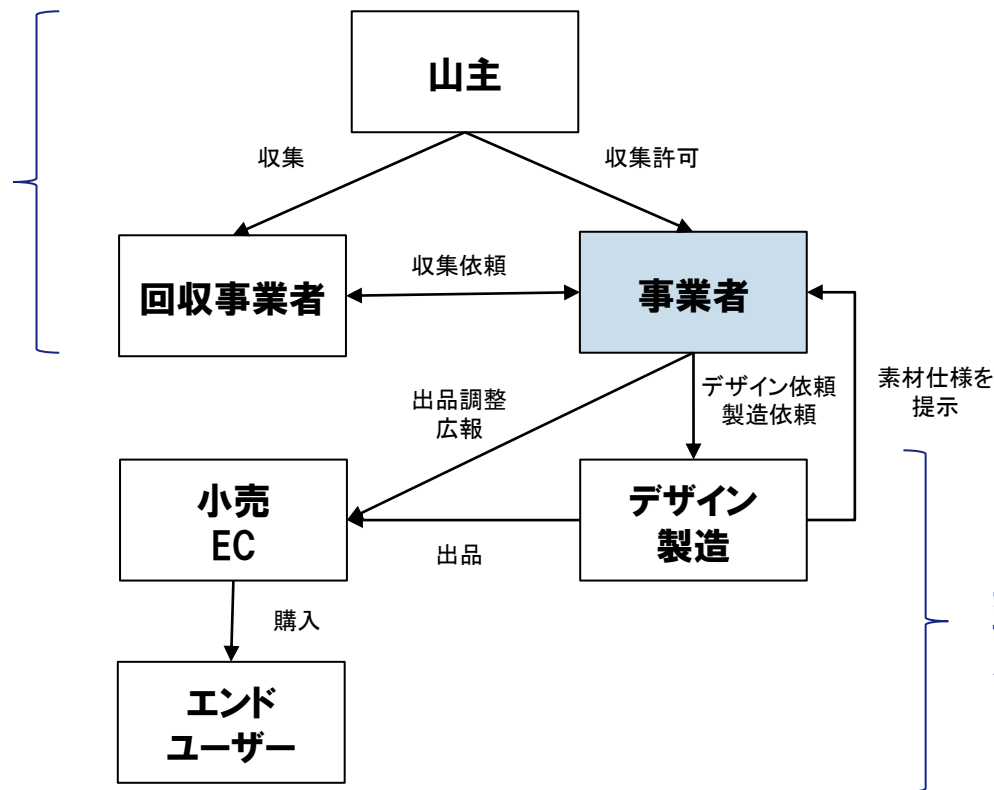 山主
収集
収集許可
回収事業者
収集依頼
事業者
出品調整
広報
デザイン依頼
製造依頼
素材仕様を
提示
小売
EC
デザイン
製造
出品
購入
エンド
ユーザー